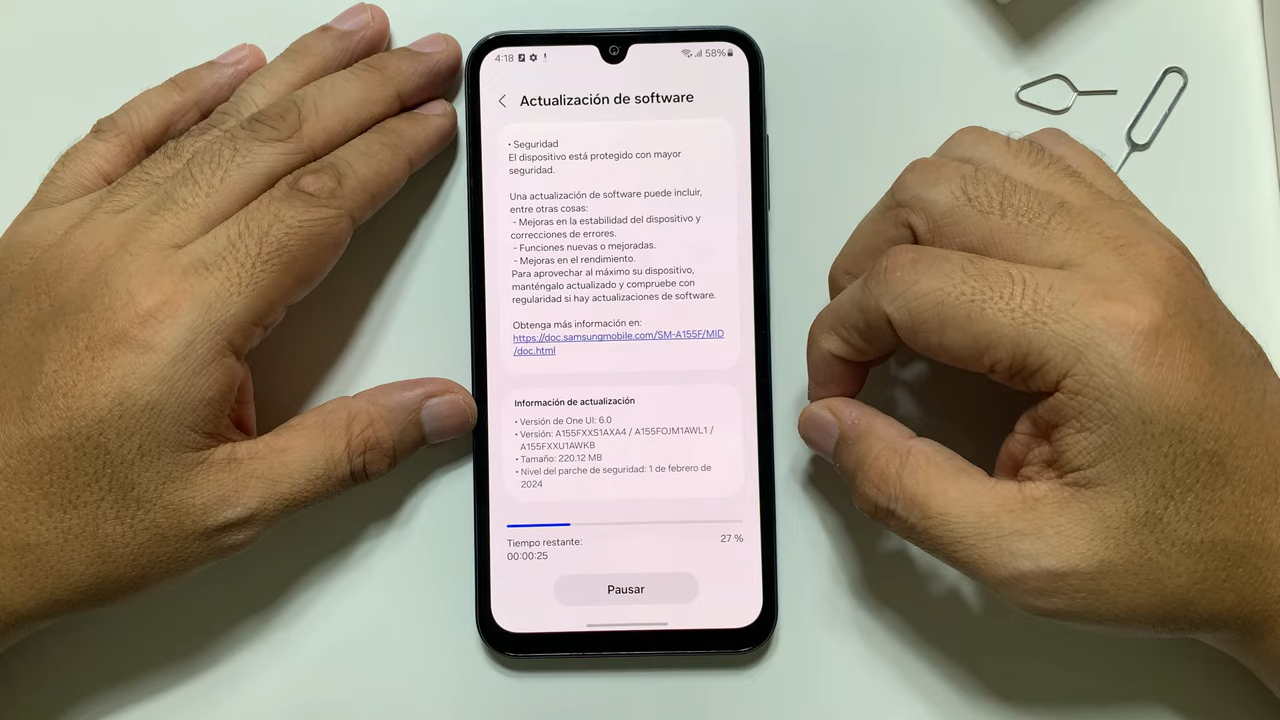 4:18
58%
Actualización de software
• Seguridad
El dispositivo está protegido con mayor
seguridad.
Una actualización de software puede incluir,
entre otras cosas:
- Mejoras en la estabilidad del dispositivo y
correcciones de errores.
- Funciones nuevas o mejoradas.
- Mejoras en el rendimiento.
Para aprovechar al máximo su dispositivo,
manténgalo actualizado y compruebe con
regularidad si hay actualizaciones de software.
Obtenga más información en:
https://doc.samsungmobile.com/SM-A155F/MID
/doc.html
Información de actualización
• Versión de One UI: 6.0
• Versión: A155FXXS1AXA4 / A155FOJM1AWL1 /
A155FXXU1AWKB
• Tamaño: 220.12 MB
• Nivel del parche de seguridad: 1 de febrero de
2024
Tiempo restante:
27 %
00:00:25
Pausar